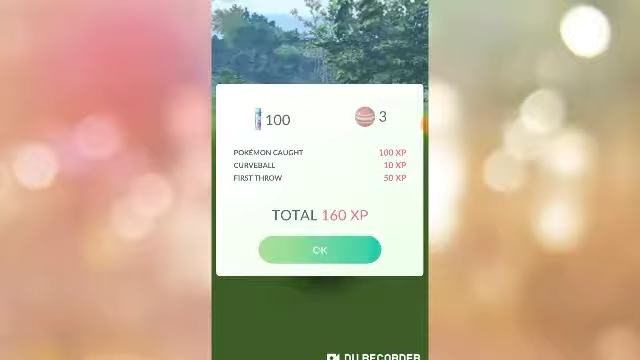 100 3
POKÉMON CAUGHT 100 XP
CURVEBALL 10 XP
FIRST THROW 50 XP
TOTAL 160 XP
OK
DU RECORDER